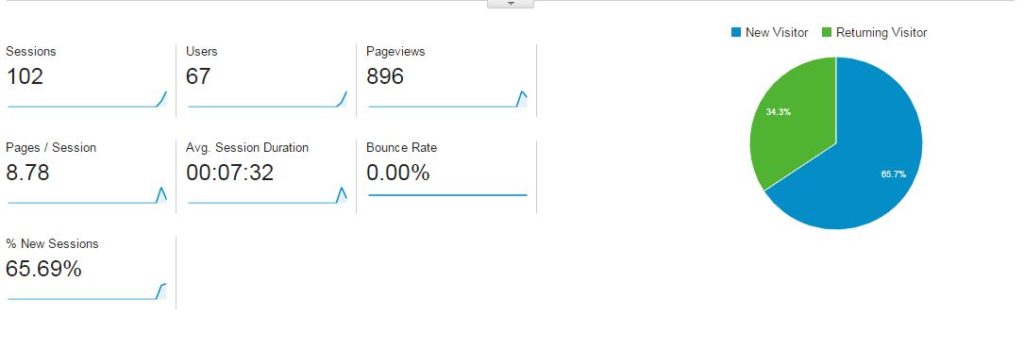 New Visitor Returning Visitor
Sessions Users Pageviews
102 67 896
34.3%
Pages / Session Avg. Session Duration Bounce Rate
8.78 00:07:32 0.00%
65.7%
% New Sessions
65.69%